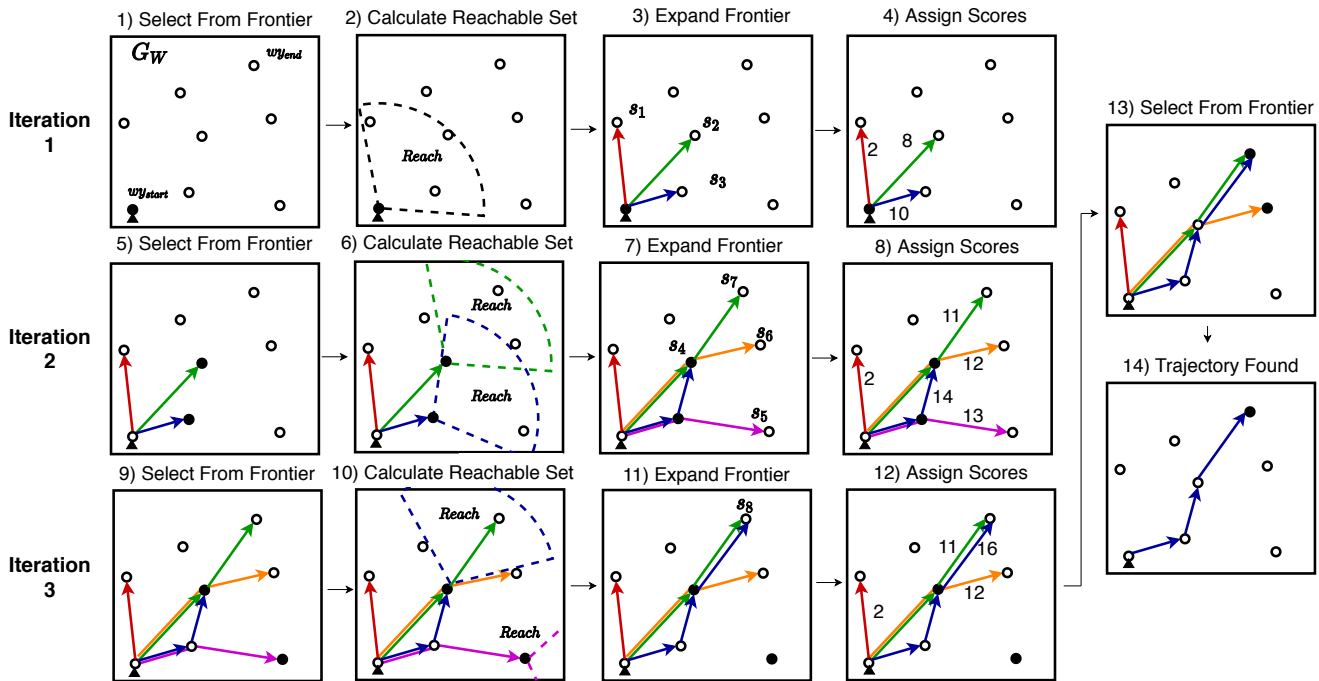 1) Select From Frontier
2) Calculate Reachable Set
3) Expand Frontier
4) Assign Scores
Iteration
1
G_W
wy_end
wy_start
Reach
s_1
s_2
s_3
2
8
10
5) Select From Frontier
6) Calculate Reachable Set
7) Expand Frontier
8) Assign Scores
Iteration
2
Reach
Reach
s_7
s_6
s_4
s_5
11
2
12
14
13
9) Select From Frontier
10) Calculate Reachable Set
11) Expand Frontier
12) Assign Scores
Iteration
3
Reach
Reach
s_8
11
16
12
2
13) Select From Frontier
14) Trajectory Found